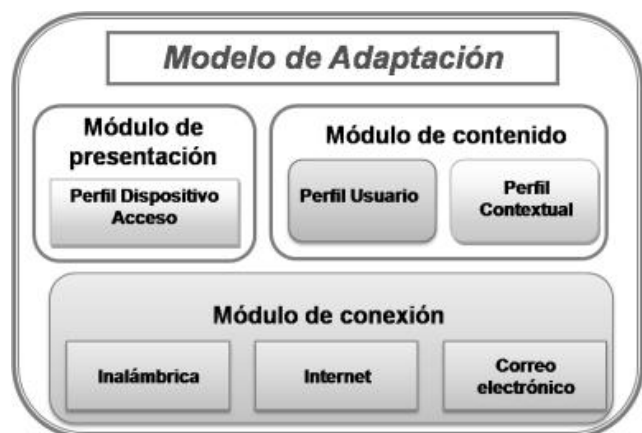 Modelo de Adaptación
Módulo de
presentación
Perfil Dispositivo
Acceso
Módulo de contenido
Perfil Usuario
Perfil
Contextual
Módulo de conexión
Inalámbrica
Internet
Correo
electrónico